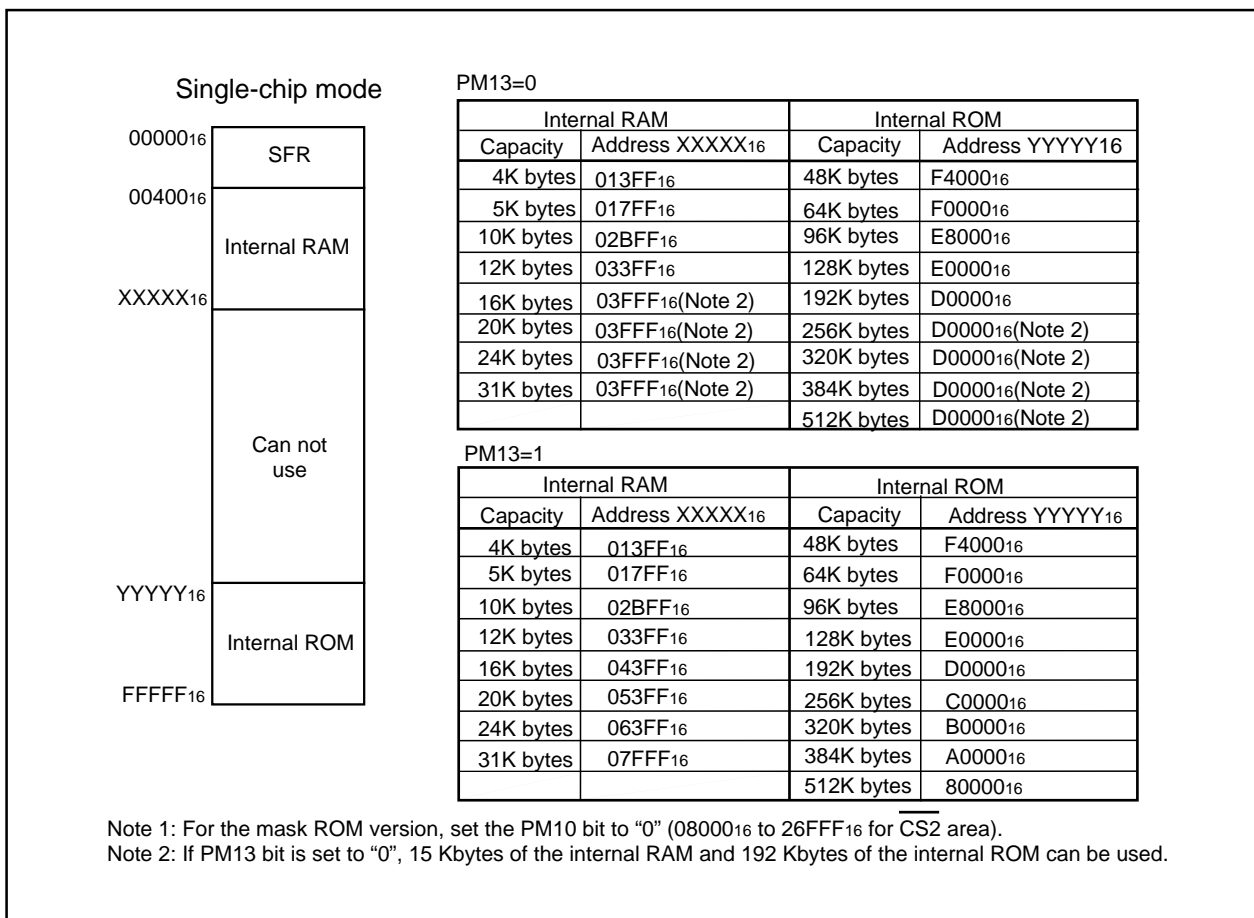 Single-chip mode
0000016
SFR
0040016
Internal RAM
XXXXX16
Can not
use
YYYYY16
Internal ROM
FFFFF16
PM13=0
Internal RAM Internal ROM
Capacity Address XXXXX16 Capacity Address YYYYY16
4K bytes 013FF16 48K bytes F400016
5K bytes 017FF16 64K bytes F000016
10K bytes 02BFF16 96K bytes E800016
12K bytes 033FF16 128K bytes E000016
16K bytes 03FFF16(Note 2) 192K bytes D000016
20K bytes 03FFF16(Note 2) 256K bytes D000016(Note 2)
24K bytes 03FFF16(Note 2) 320K bytes D000016(Note 2)
31K bytes 03FFF16(Note 2) 384K bytes D000016(Note 2)
512K bytes D000016(Note 2)
PM13=1
Internal RAM Internal ROM
Capacity Address XXXXX16 Capacity Address YYYYY16
4K bytes 013FF16 48K bytes F400016
5K bytes 017FF16 64K bytes F000016
10K bytes 02BFF16 96K bytes E800016
12K bytes 033FF16 128K bytes E000016
16K bytes 043FF16 192K bytes D000016
20K bytes 053FF16 256K bytes C000016
24K bytes 063FF16 320K bytes B000016
31K bytes 07FFF16 384K bytes A000016
512K bytes 8000016
Note 1: For the mask ROM version, set the PM10 bit to “0” (0800016 to 26FFF16 for CS2 area).
Note 2: If PM13 bit is set to “0”, 15 Kbytes of the internal RAM and 192 Kbytes of the internal ROM can be used.